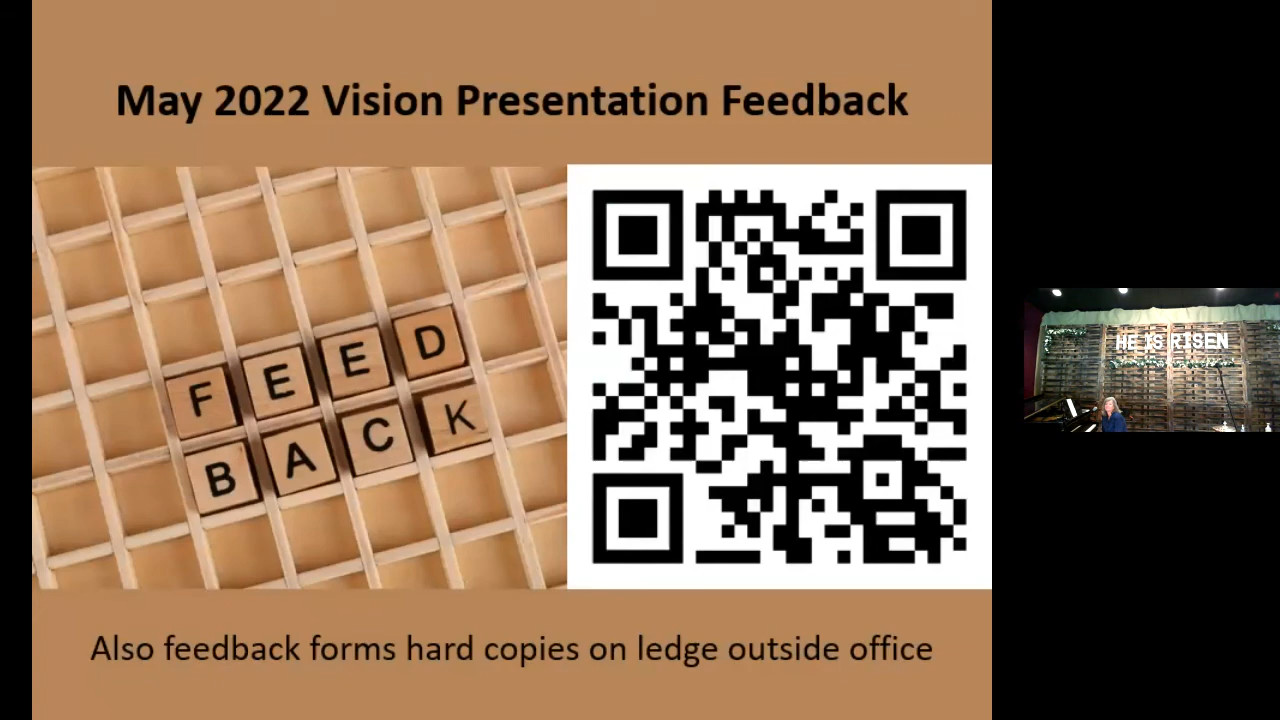 May 2022 Vision Presentation Feedback
FEED
BACK
Also feedback forms hard copies on ledge outside office
HE IS RISEN